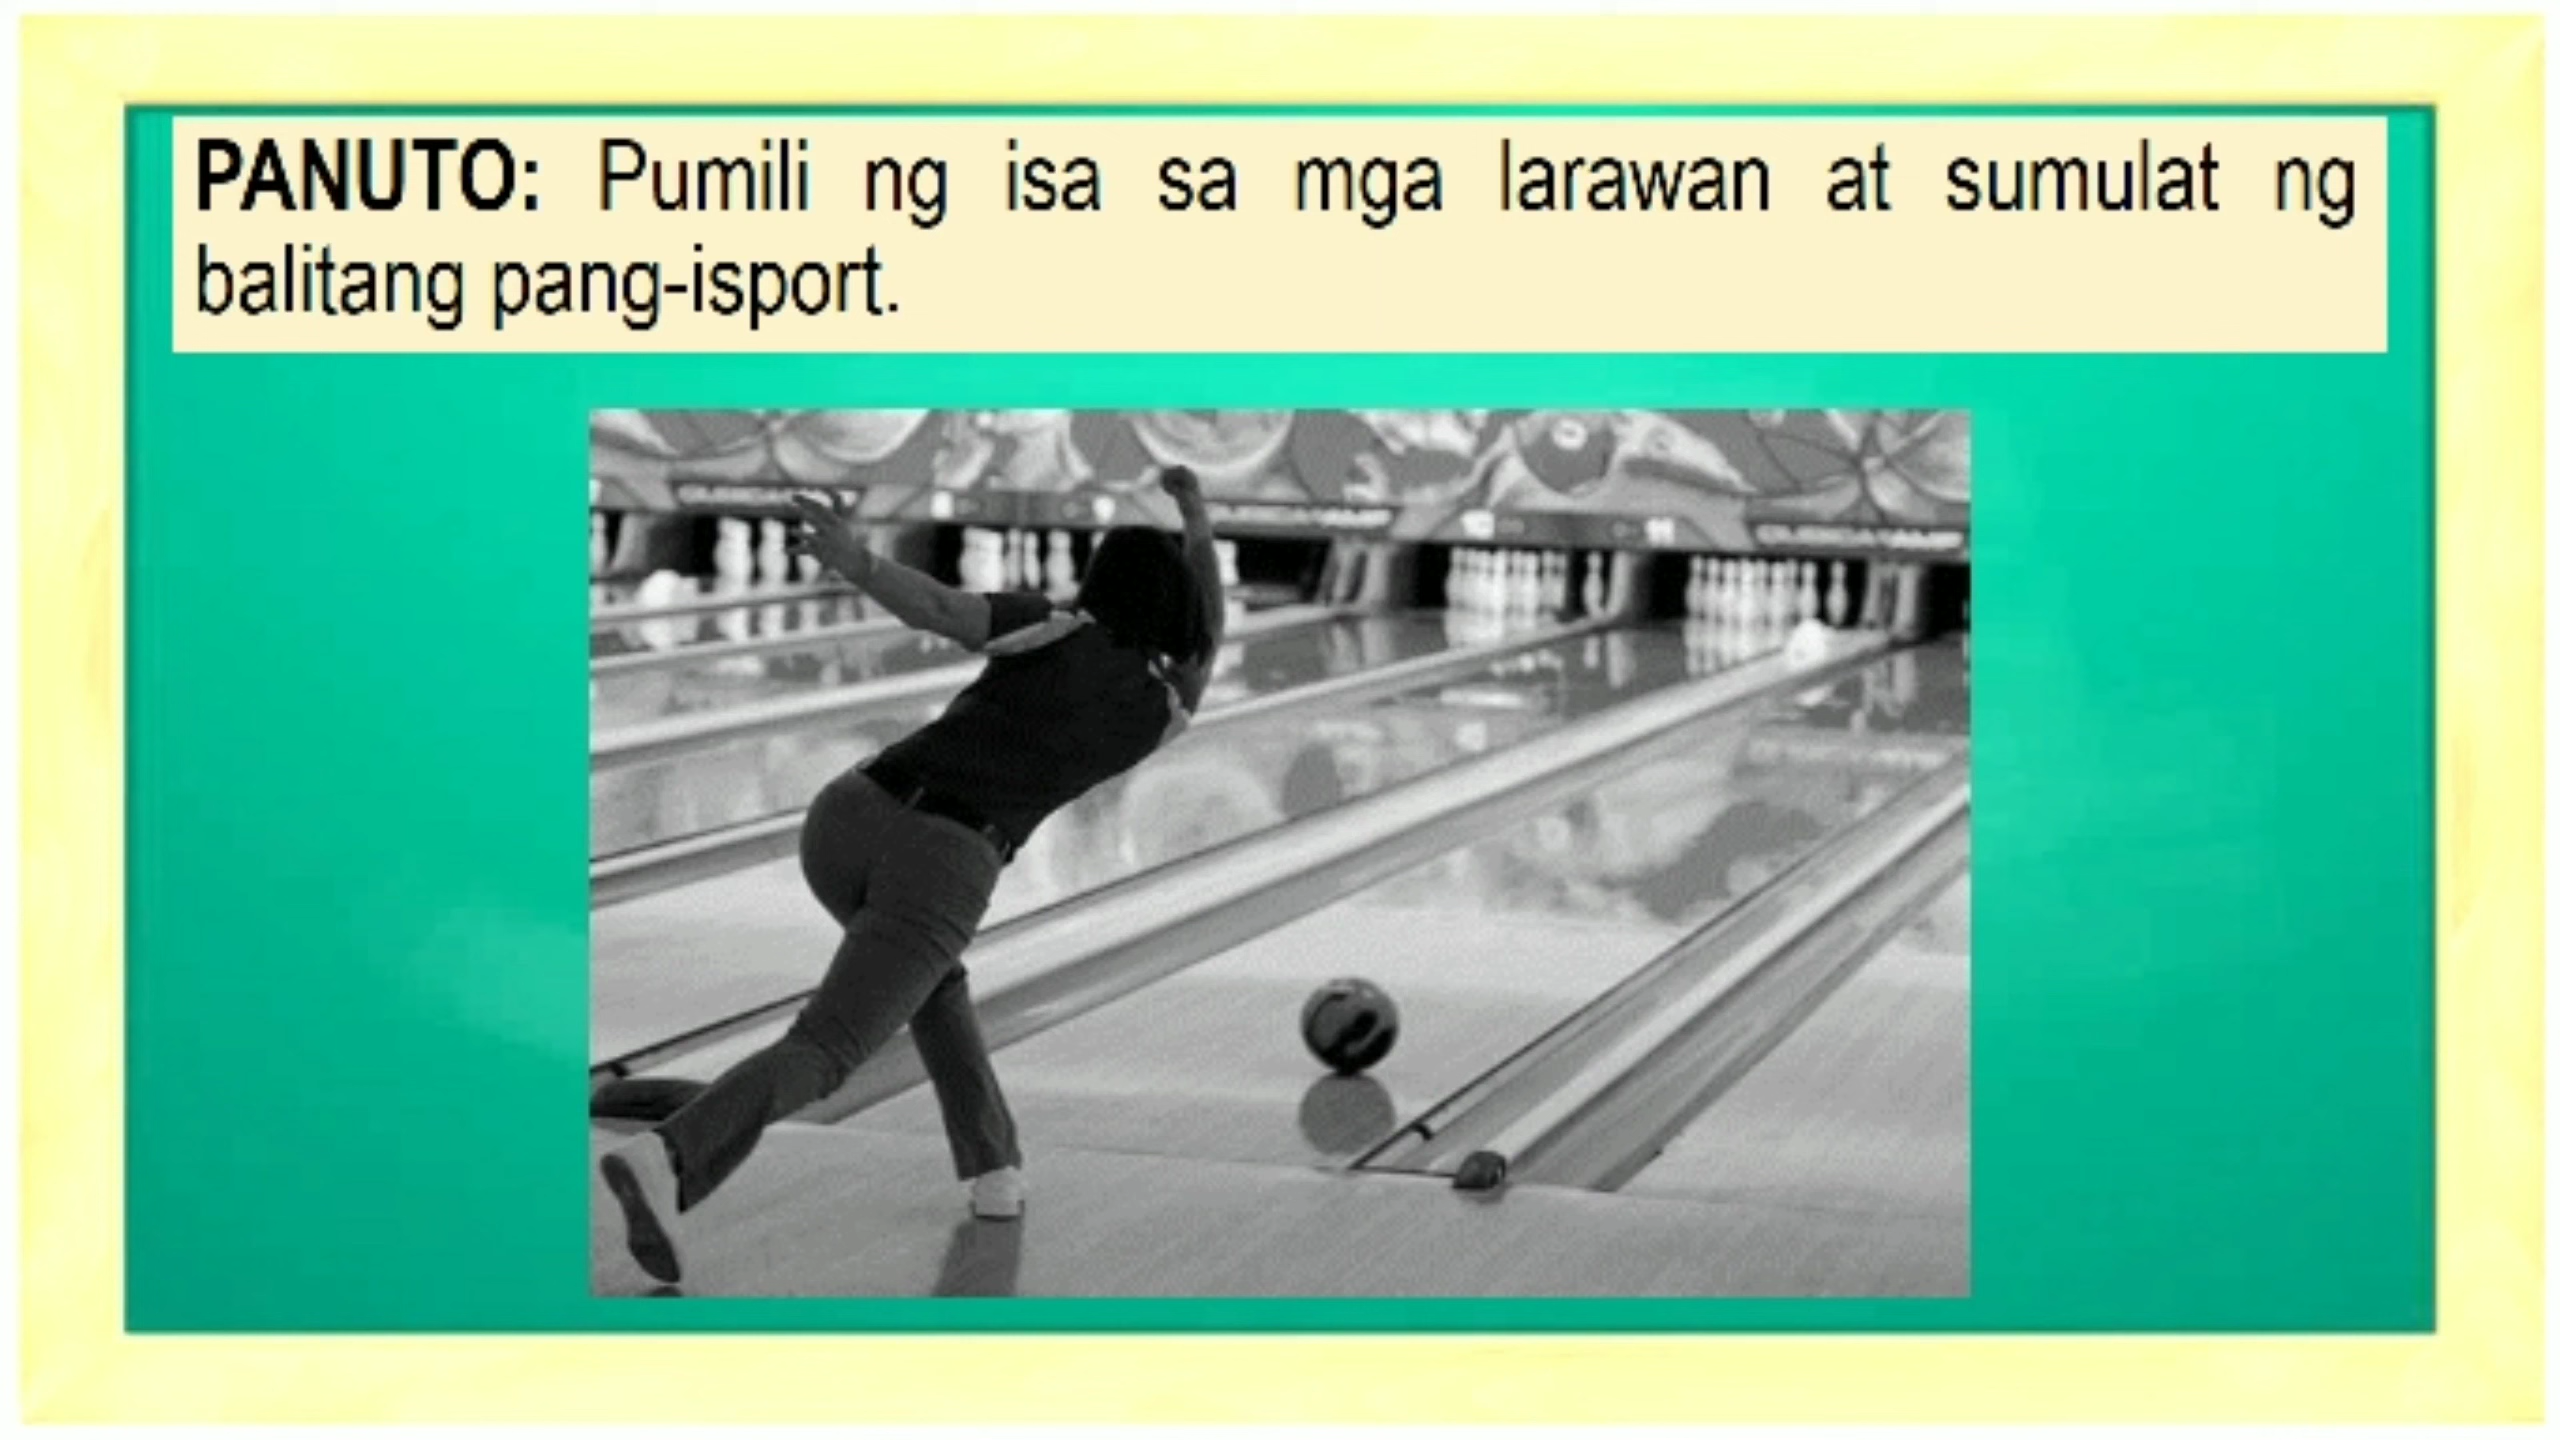 PANUTO: Pumili ng isa sa mga larawan at sumulat ng
balitang pang-isport.